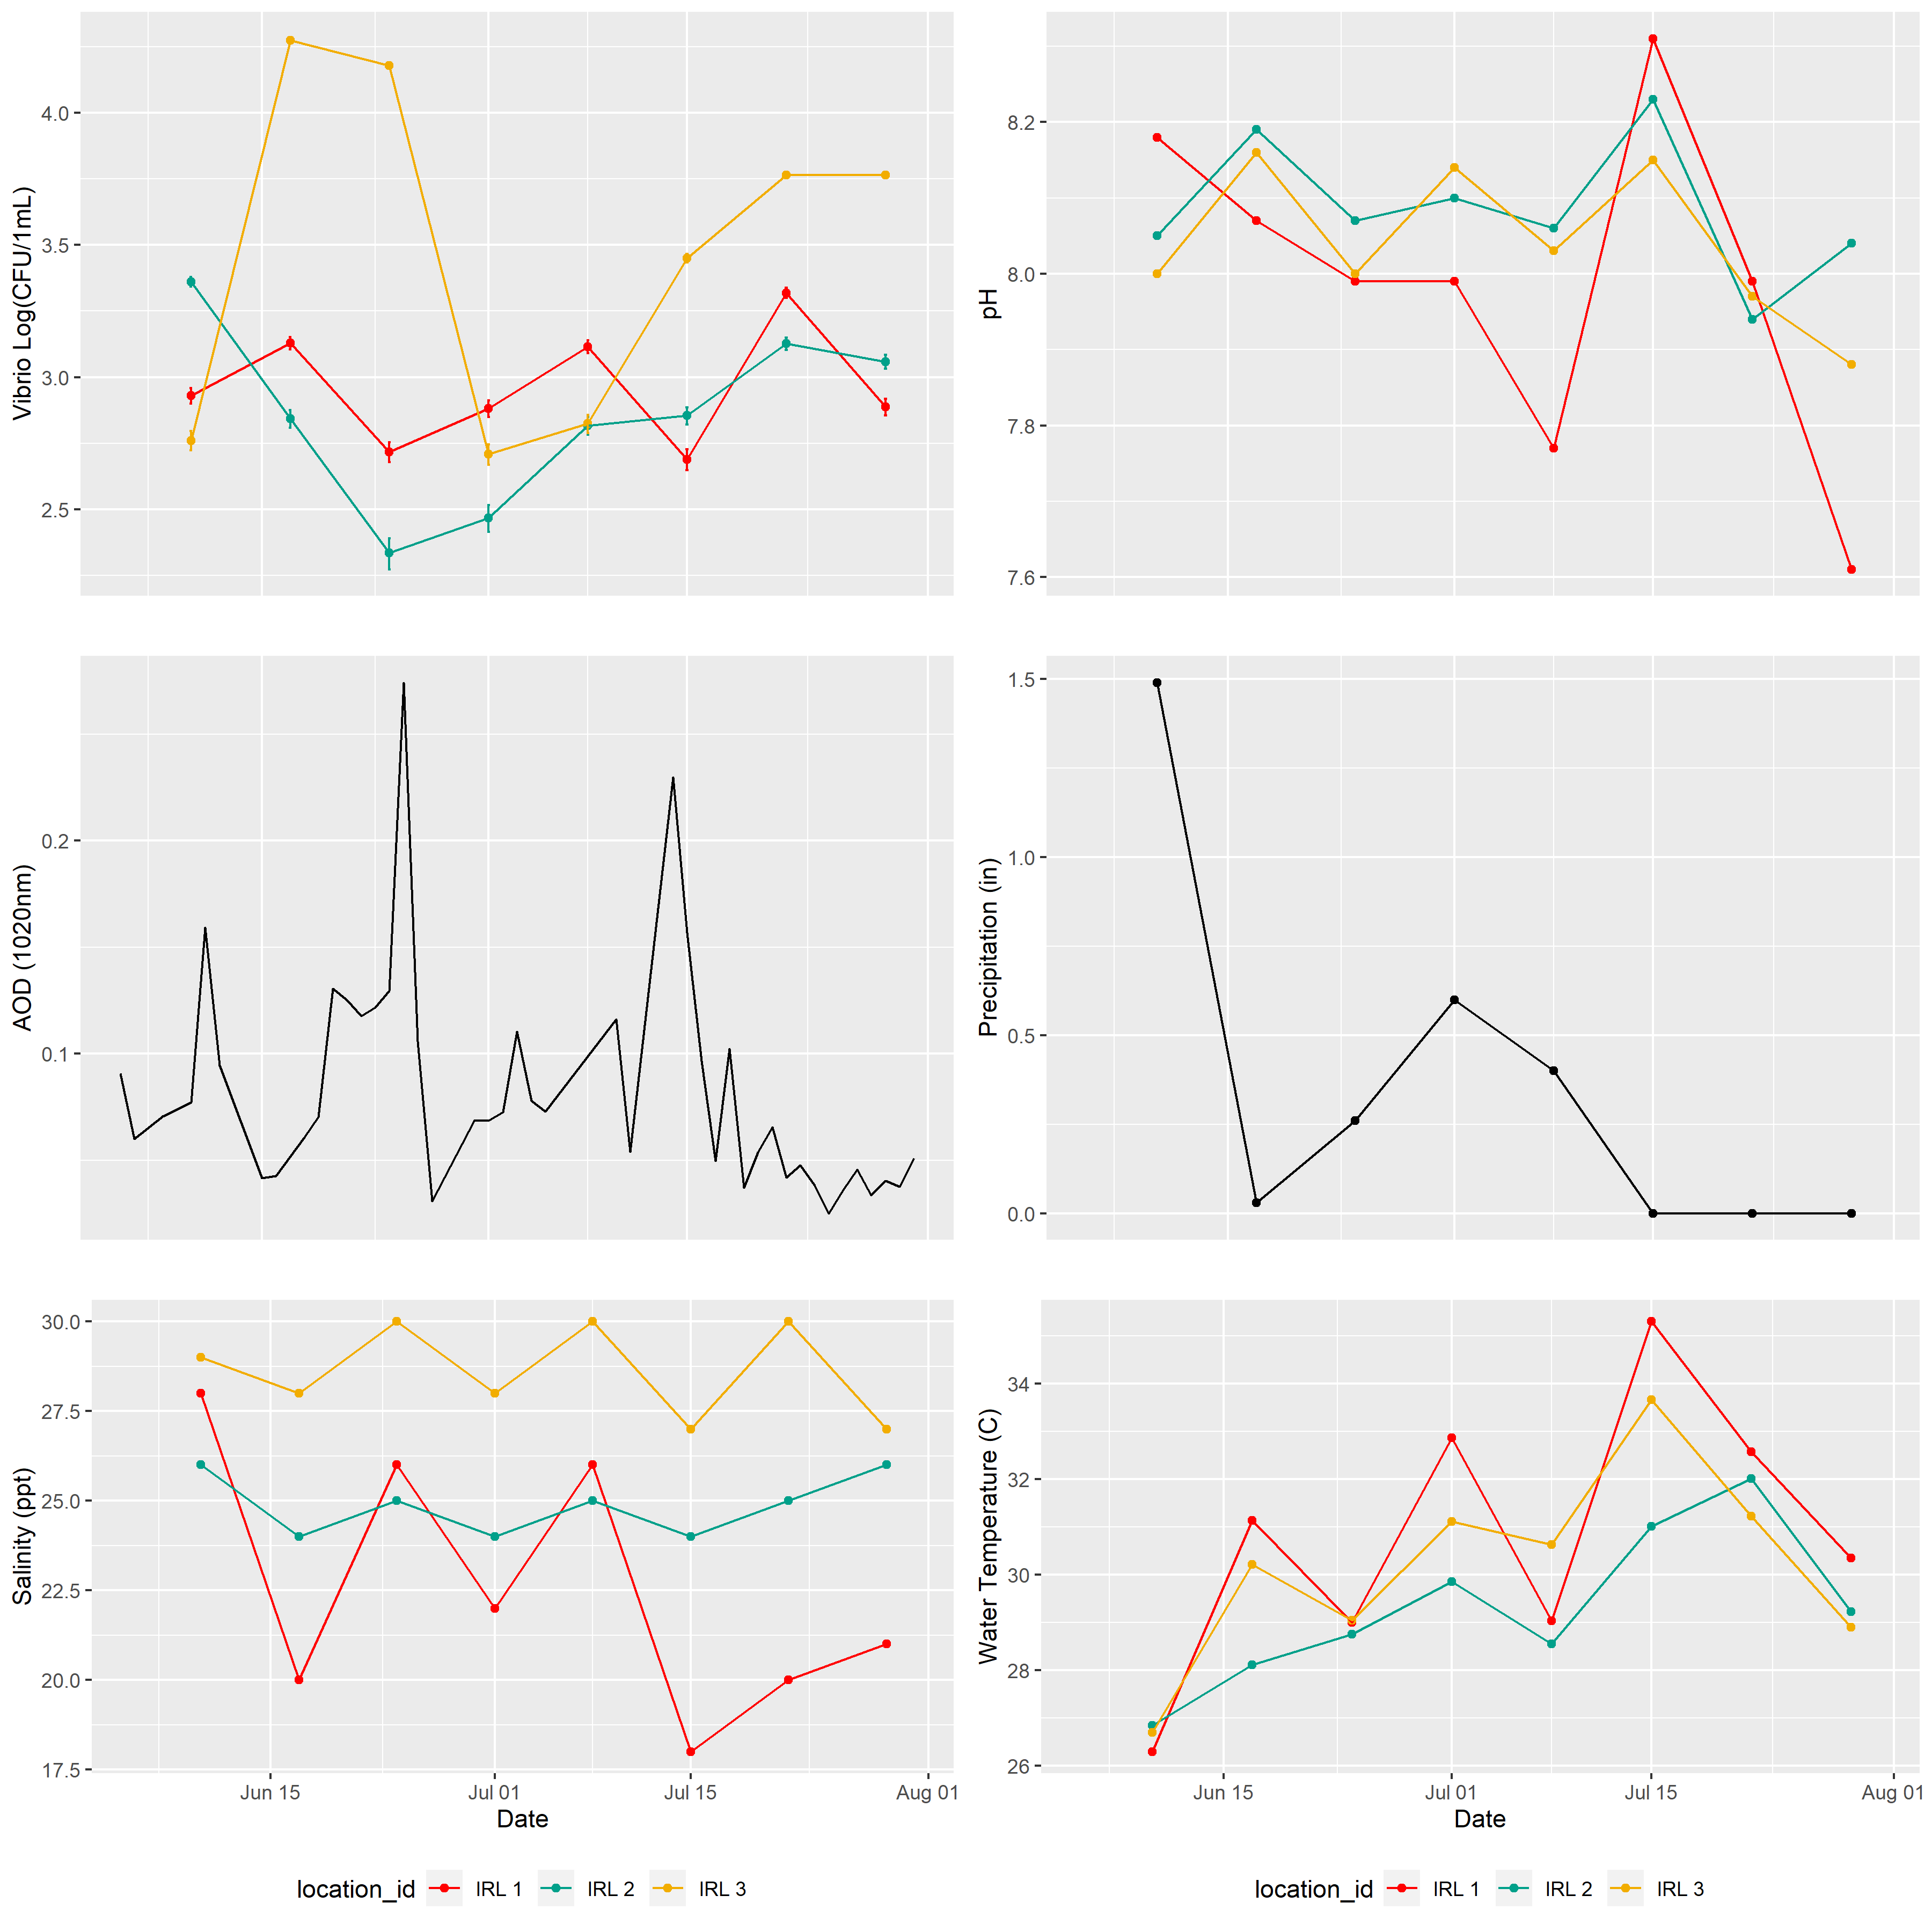 Vibrio Log(CFU/1mL)
4.0
3.5
3.0
2.5
pH
8.2
8.0
7.8
7.6
AOD (1020nm)
0.2
0.1
Precipitation (in)
1.5
1.0
0.5
0.0
Salinity (ppt)
30.0
27.5
25.0
22.5
20.0
17.5
Jun 15 Jul 01 Jul 15 Aug 01
Date
Water Temperature (C)
34
32
30
28
26
Jun 15 Jul 01 Jul 15 Aug 01
Date
location_id IRL 1 IRL 2 IRL 3
location_id IRL 1 IRL 2 IRL 3